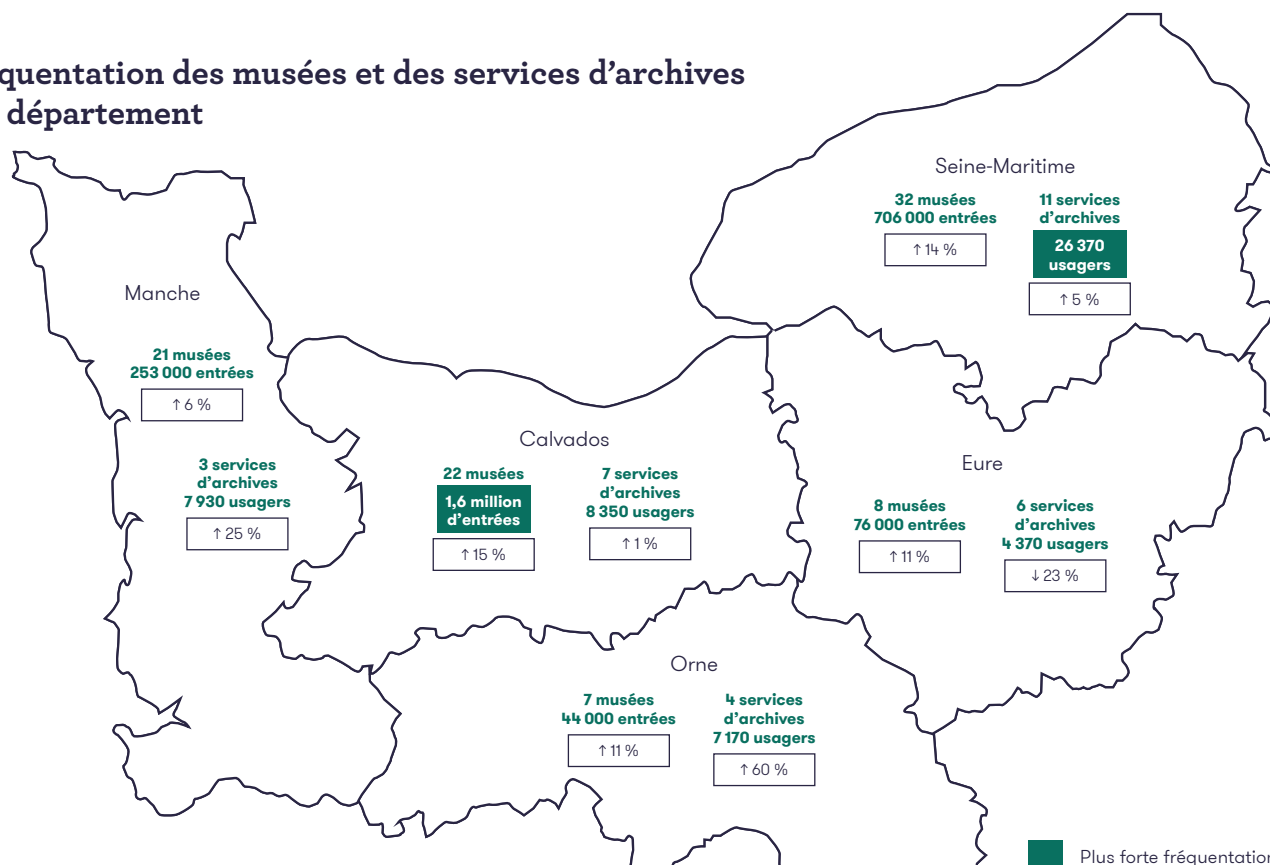 quentation des musées et des services d’archives
département
Seine-Maritime
32 musées
706 000 entrées
↑ 14 %
11 services
d’archives
26 370
usagers
↑ 5 %
Manche
21 musées
253 000 entrées
↑ 6 %
3 services
d’archives
7 930 usagers
↑ 25 %
Calvados
22 musées
1,6 million
d’entrées
↑ 15 %
7 services
d’archives
8 350 usagers
↑ 1 %
Eure
8 musées
76 000 entrées
↑ 11 %
6 services
d’archives
4 370 usagers
↓ 23 %
Orne
7 musées
44 000 entrées
↑ 11 %
4 services
d’archives
7 170 usagers
↑ 60 %
Plus forte fréquentation